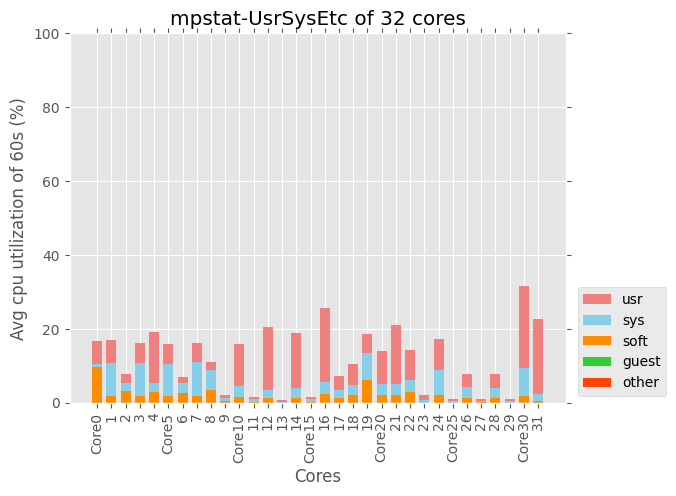 mpstat-UsrSysEtc of 32 cores
Avg cpu utilization of 60s (%)
100
80
60
40
20
0
Core0
1
2
3
4
Core5
6
7
8
9
Core10
11
12
13
14
Core15
16
17
18
19
Core20
21
22
23
24
Core25
26
27
28
29
Core30
31
Cores
usr
sys
soft
guest
other